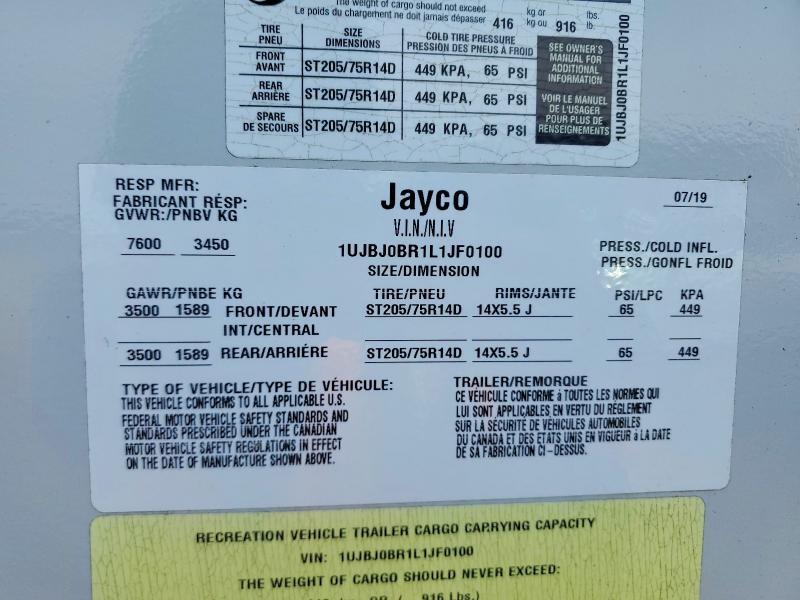 The weight of cargo should not exceed kg or lbs.
Le poids du chargement ne doit jamais dépasser 416 kg ou 916 lb.
TIRE PNEU SIZE DIMENSIONS COLD TIRE PRESSURE PRESSION DES PNEUS À FROID
FRONT AVANT ST205/75R14D 449 KPA, 65 PSI
REAR ARRIÈRE ST205/75R14D 449 KPA, 65 PSI
SPARE DE SECOURS ST205/75R14D 449 KPA, 65 PSI
SEE OWNER'S
MANUAL FOR
ADDITIONAL
INFORMATION
VOIR LE MANUEL
DE L'USAGER
POUR PLUS DE
RENSEIGNEMENTS
1UJBJ0BR1L1JF0100
RESP MFR:
FABRICANT RÉSP:
GVWR:/PNBV KG
Jayco
07/19
V.I.N./N.I.V
7600 3450
1UJBJ0BR1L1JF0100
SIZE/DIMENSION
PRESS./COLD INFL.
PRESS./GONFL FROID
GAWR/PNBE KG TIRE/PNEU RIMS/JANTE PSI/LPC KPA
3500 1589 FRONT/DEVANT ST205/75R14D 14X5.5 J 65 449
INT/CENTRAL
3500 1589 REAR/ARRIÉRE ST205/75R14D 14X5.5 J 65 449
TYPE OF VEHICLE/TYPE DE VÉHICULE: TRAILER/REMORQUE
THIS VEHICLE CONFORMS TO ALL APPLICABLE U.S.
FEDERAL MOTOR VEHICLE SAFETY STANDARDS AND
STANDARDS PRESCRIBED UNDER THE CANADIAN
MOTOR VEHICLE SAFETY REGULATIONS IN EFFECT
ON THE DATE OF MANUFACTURE SHOWN ABOVE.
CE VÉHICULE CONFORME à TOUTES LES NORMES QUI
LUI SONT APPLICABLES EN VERTU DU RÉGLEMENT
SUR LA SÉCURITÉ DE VÉHICULES AUTOMOBILES
DU CANADA ET DES ÉTATS UNIS EN VIGUEUR à LA DATE
DE SA FABRICATION CI-DESSUS.
RECREATION VEHICLE TRAILER CARGO CARRYING CAPACITY
VIN: 1UJBJ0BR1L1JF0100
THE WEIGHT OF CARGO SHOULD NEVER EXCEED:
916 Lbs.)